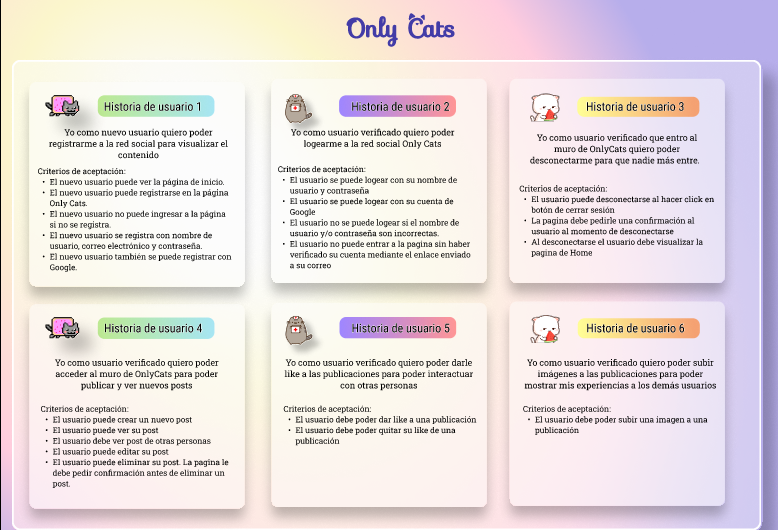 Only Cats
Historia de usuario 1
Yo como nuevo usuario quiero poder
registrarme a la red social para visualizar el
contenido
Criterios de aceptación:
• El nuevo usuario puede ver la página de inicio.
• El nuevo usuario puede registrarse en la página
Only Cats.
• El nuevo usuario no puede ingresar a la página
si no se registra.
• El nuevo usuario se registra con nombre de
usuario, correo electrónico y contraseña.
• El nuevo usuario también se puede registrar con
Google.
Historia de usuario 2
Yo como usuario verificado quiero poder
logearme a la red social Only Cats
Criterios de aceptación:
• El usuario se puede logear con su nombre de
usuario y contraseña
• El usuario se puede logear con su cuenta de
Google
• El usuario no se puede logear si el nombre de
usuario y/o contraseña son incorrectas.
• El usuario no puede entrar a la pagina sin haber
verificado su cuenta mediante el enlace enviado
a su correo
Historia de usuario 3
Yo como usuario verificado que entro al
muro de OnlyCats quiero poder
desconectarme para que nadie más entre.
Criterios de aceptación:
• El usuario puede desconectarse al hacer click en
botón de cerrar sesión
• La pagina debe pedirle una confirmación al
usuario al momento de desconectarse
• Al desconectarse el usuario debe visualizar la
pagina de Home
Historia de usuario 4
Yo como usuario verificado quiero poder
acceder al muro de OnlyCats para poder
publicar y ver nuevos posts
Criterios de aceptación:
• El usuario puede crear un nuevo post
• El usuario puede ver su post
• El usuario debe ver post de otras personas
• El usuario puede editar su post
• El usuario puede eliminar su post. La pagina le
debe pedir confirmación antes de eliminar un
post.
Historia de usuario 5
Yo como usuario verificado quiero poder darle
like a las publicaciones para poder interactuar
con otras personas
Criterios de aceptación:
• El usuario debe poder dar like a una publicación
• El usuario debe poder quitar su like de una
publicación
Historia de usuario 6
Yo como usuario verificado quiero poder subir
imágenes a las publicaciones para poder
mostrar mis experiencias a los demás usuarios
Criterios de aceptación:
• El usuario debe poder subir una imagen a una
publicación